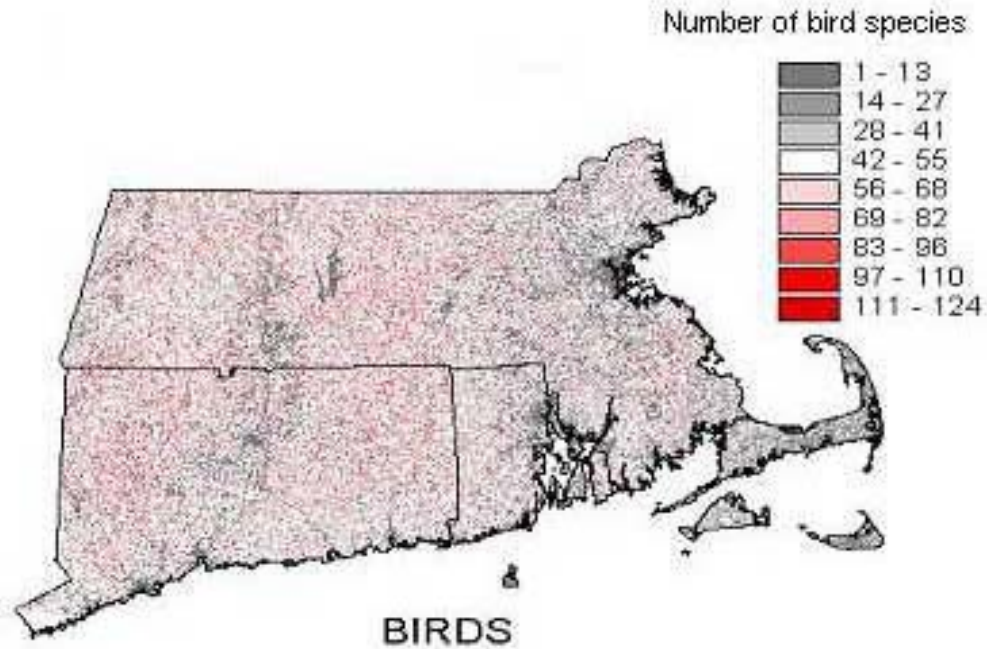 Number of bird species
1 - 13
14 - 27
28 - 41
42 - 55
56 - 68
69 - 82
83 - 96
97 - 110
111 - 124
BIRDS